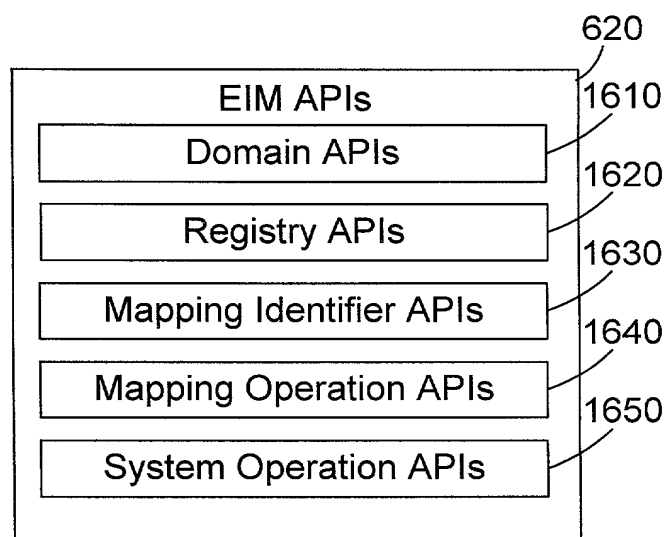 620
EIM APIs
1610
Domain APIs
1620
Registry APIs
1630
Mapping Identifier APIs
1640
Mapping Operation APIs
1650
System Operation APIs